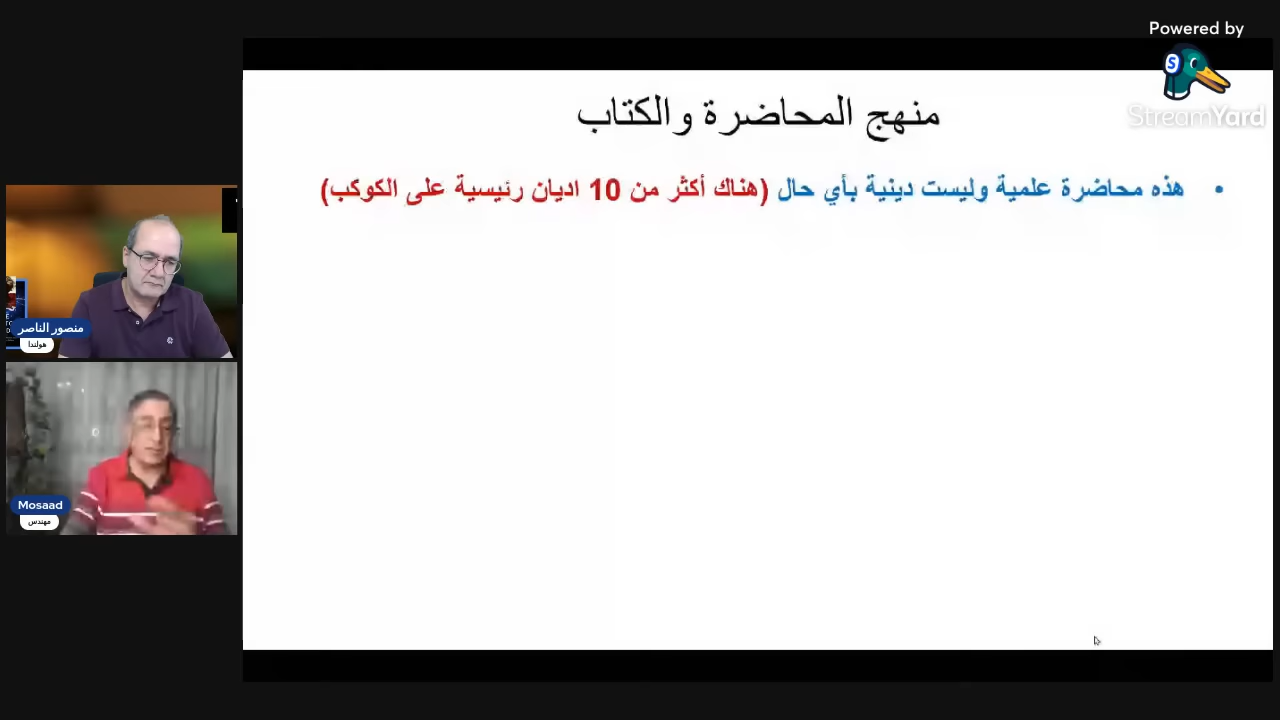 Powered by
StreamYard
منهج المحاضرة والكتاب
• هذه محاضرة علمية وليست دينية بأي حال (هناك أكثر من 10 اديان رئيسية على الكوكب)
منصور الناصر
هولندا
Mosaad
مهندس